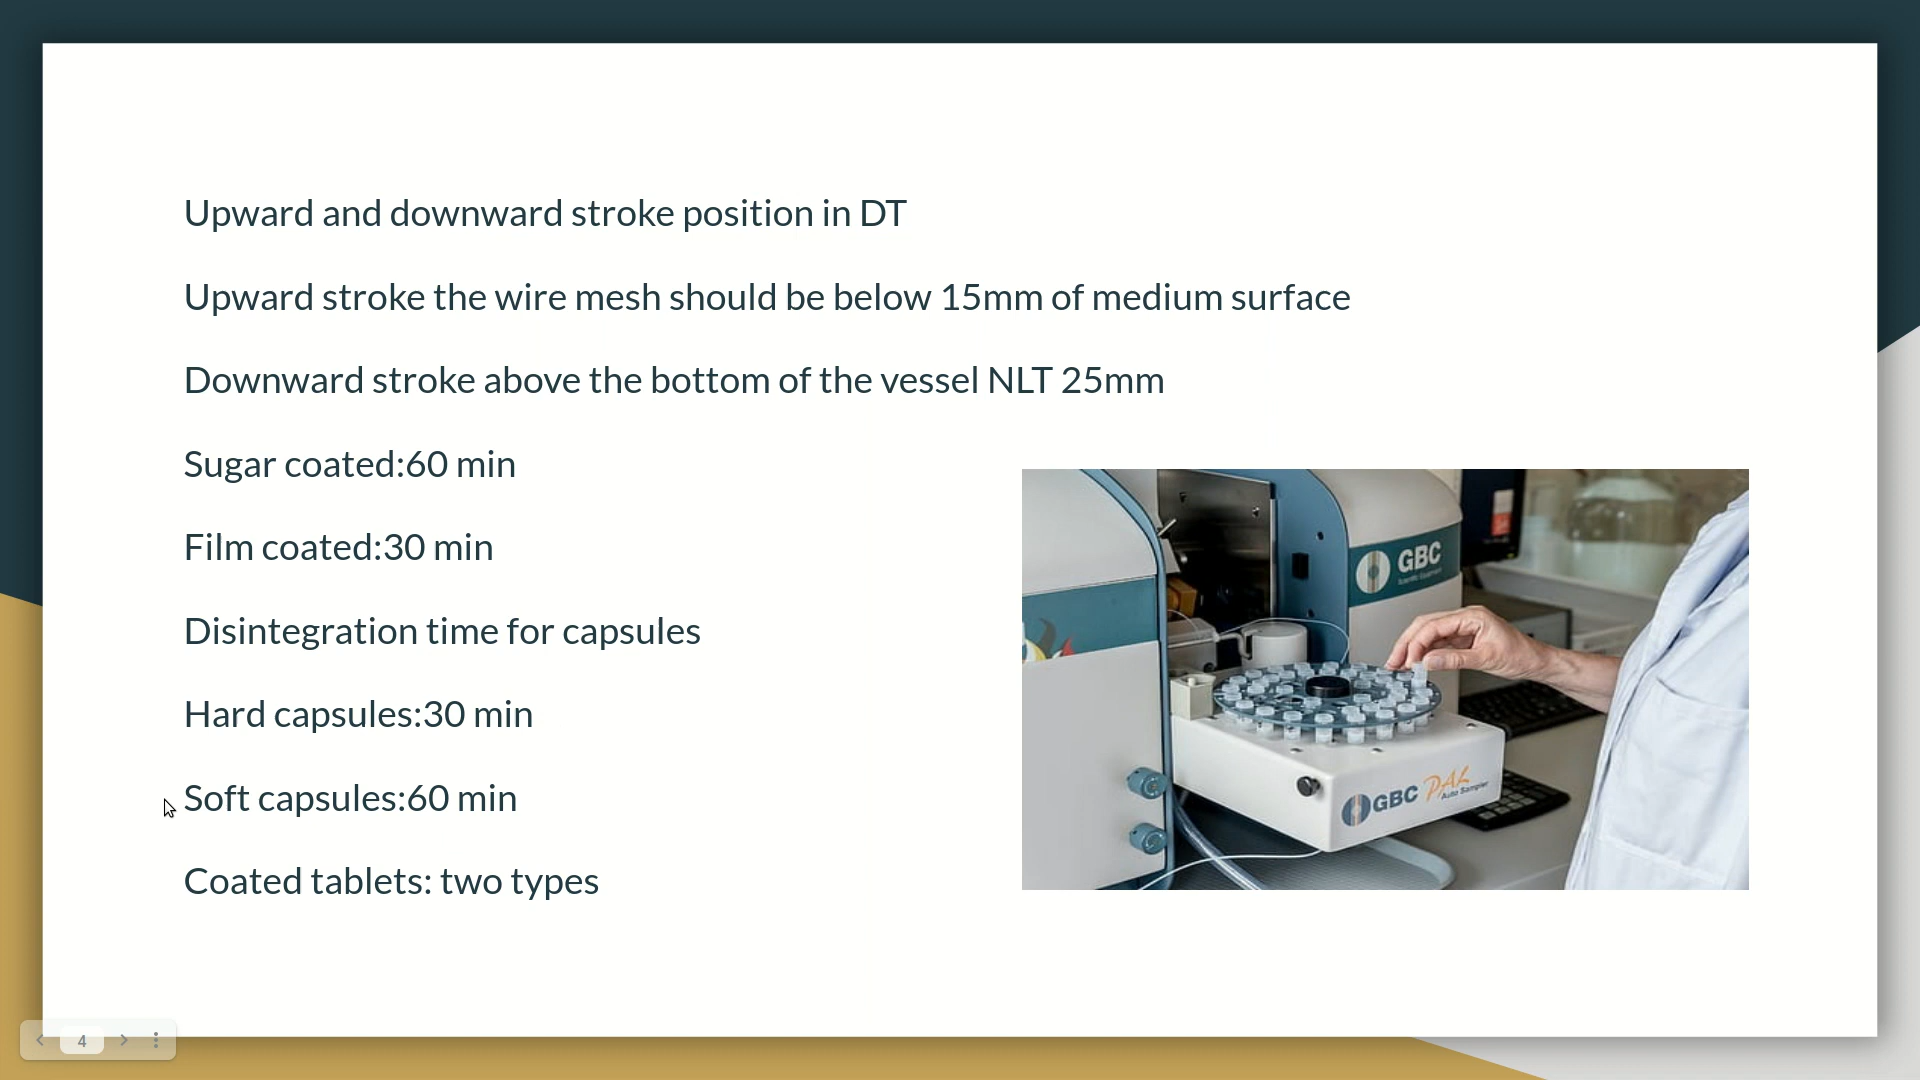 Upward and downward stroke position in DT
Upward stroke the wire mesh should be below 15mm of medium surface
Downward stroke above the bottom of the vessel NLT 25mm
Sugar coated:60 min
Film coated:30 min
Disintegration time for capsules
Hard capsules:30 min
Soft capsules:60 min
Coated tablets: two types
GBC
Scientific Equipment
GBC PAL
Auto Sampler
4